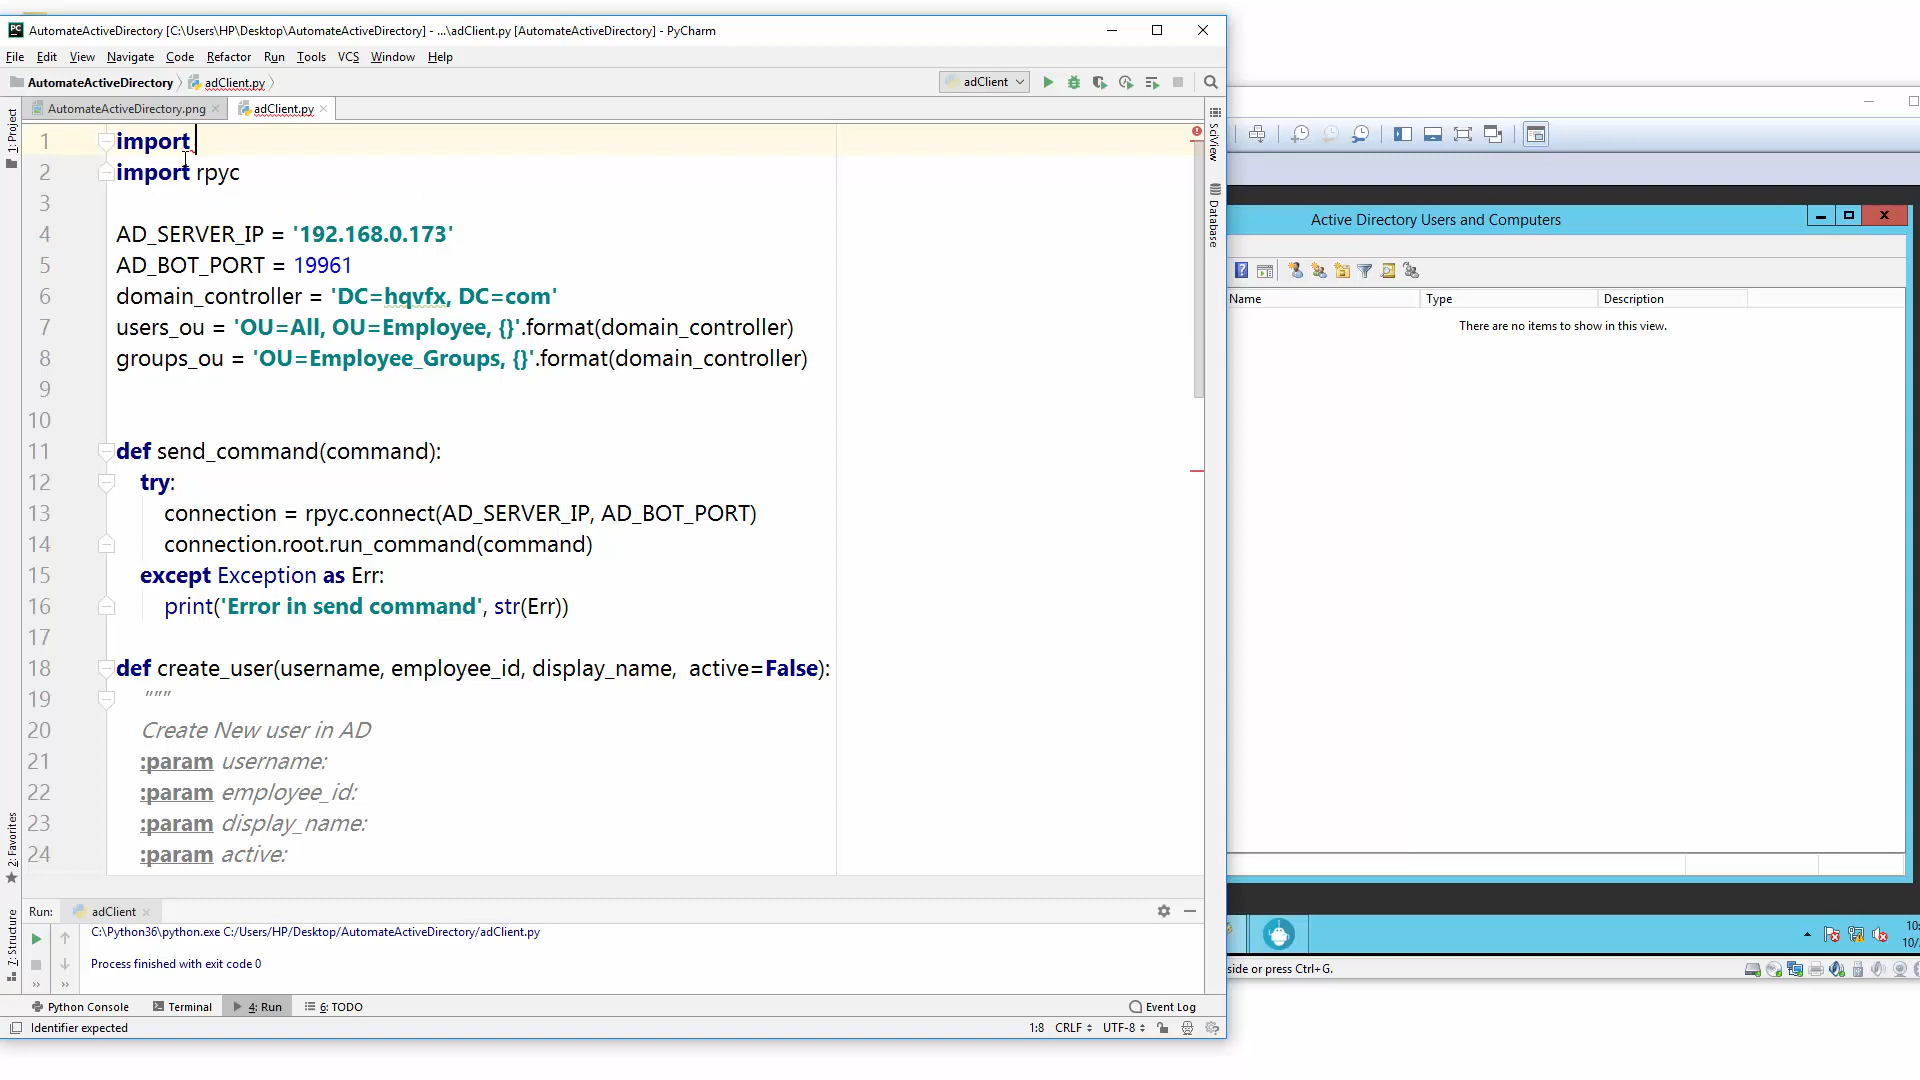 AutomateActiveDirectory [C:\Users\HP\Desktop\AutomateActiveDirectory] - ...\adClient.py [AutomateActiveDirectory] - PyCharm
File Edit View Navigate Code Refactor Run Tools VCS Window Help
AutomateActiveDirectory adClient.py adClient
AutomateActiveDirectory.png adClient.py
1: Project
SciView
Database
1 import
2 import rpyc
3
4 AD_SERVER_IP = '192.168.0.173'
5 AD_BOT_PORT = 19961
6 domain_controller = 'DC=hqvfx, DC=com'
7 users_ou = 'OU=All, OU=Employee, {}'.format(domain_controller)
8 groups_ou = 'OU=Employee_Groups, {}'.format(domain_controller)
9
10
11 def send_command(command):
12 try:
13 connection = rpyc.connect(AD_SERVER_IP, AD_BOT_PORT)
14 connection.root.run_command(command)
15 except Exception as Err:
16 print('Error in send command', str(Err))
17
18 def create_user(username, employee_id, display_name,  active=False):
19 """
20 Create New user in AD
21 :param username:
22 :param employee_id:
23 :param display_name:
24 :param active:
2: Favorites
7: Structure
Run: adClient
C:\Python36\python.exe C:/Users/HP/Desktop/AutomateActiveDirectory/adClient.py
Process finished with exit code 0
Python Console Terminal 4: Run 6: TODO Event Log
Identifier expected 1:8 CRLF UTF-8
Active Directory Users and Computers
Name Type Description
There are no items to show in this view.
10:
10/
side or press Ctrl+G.